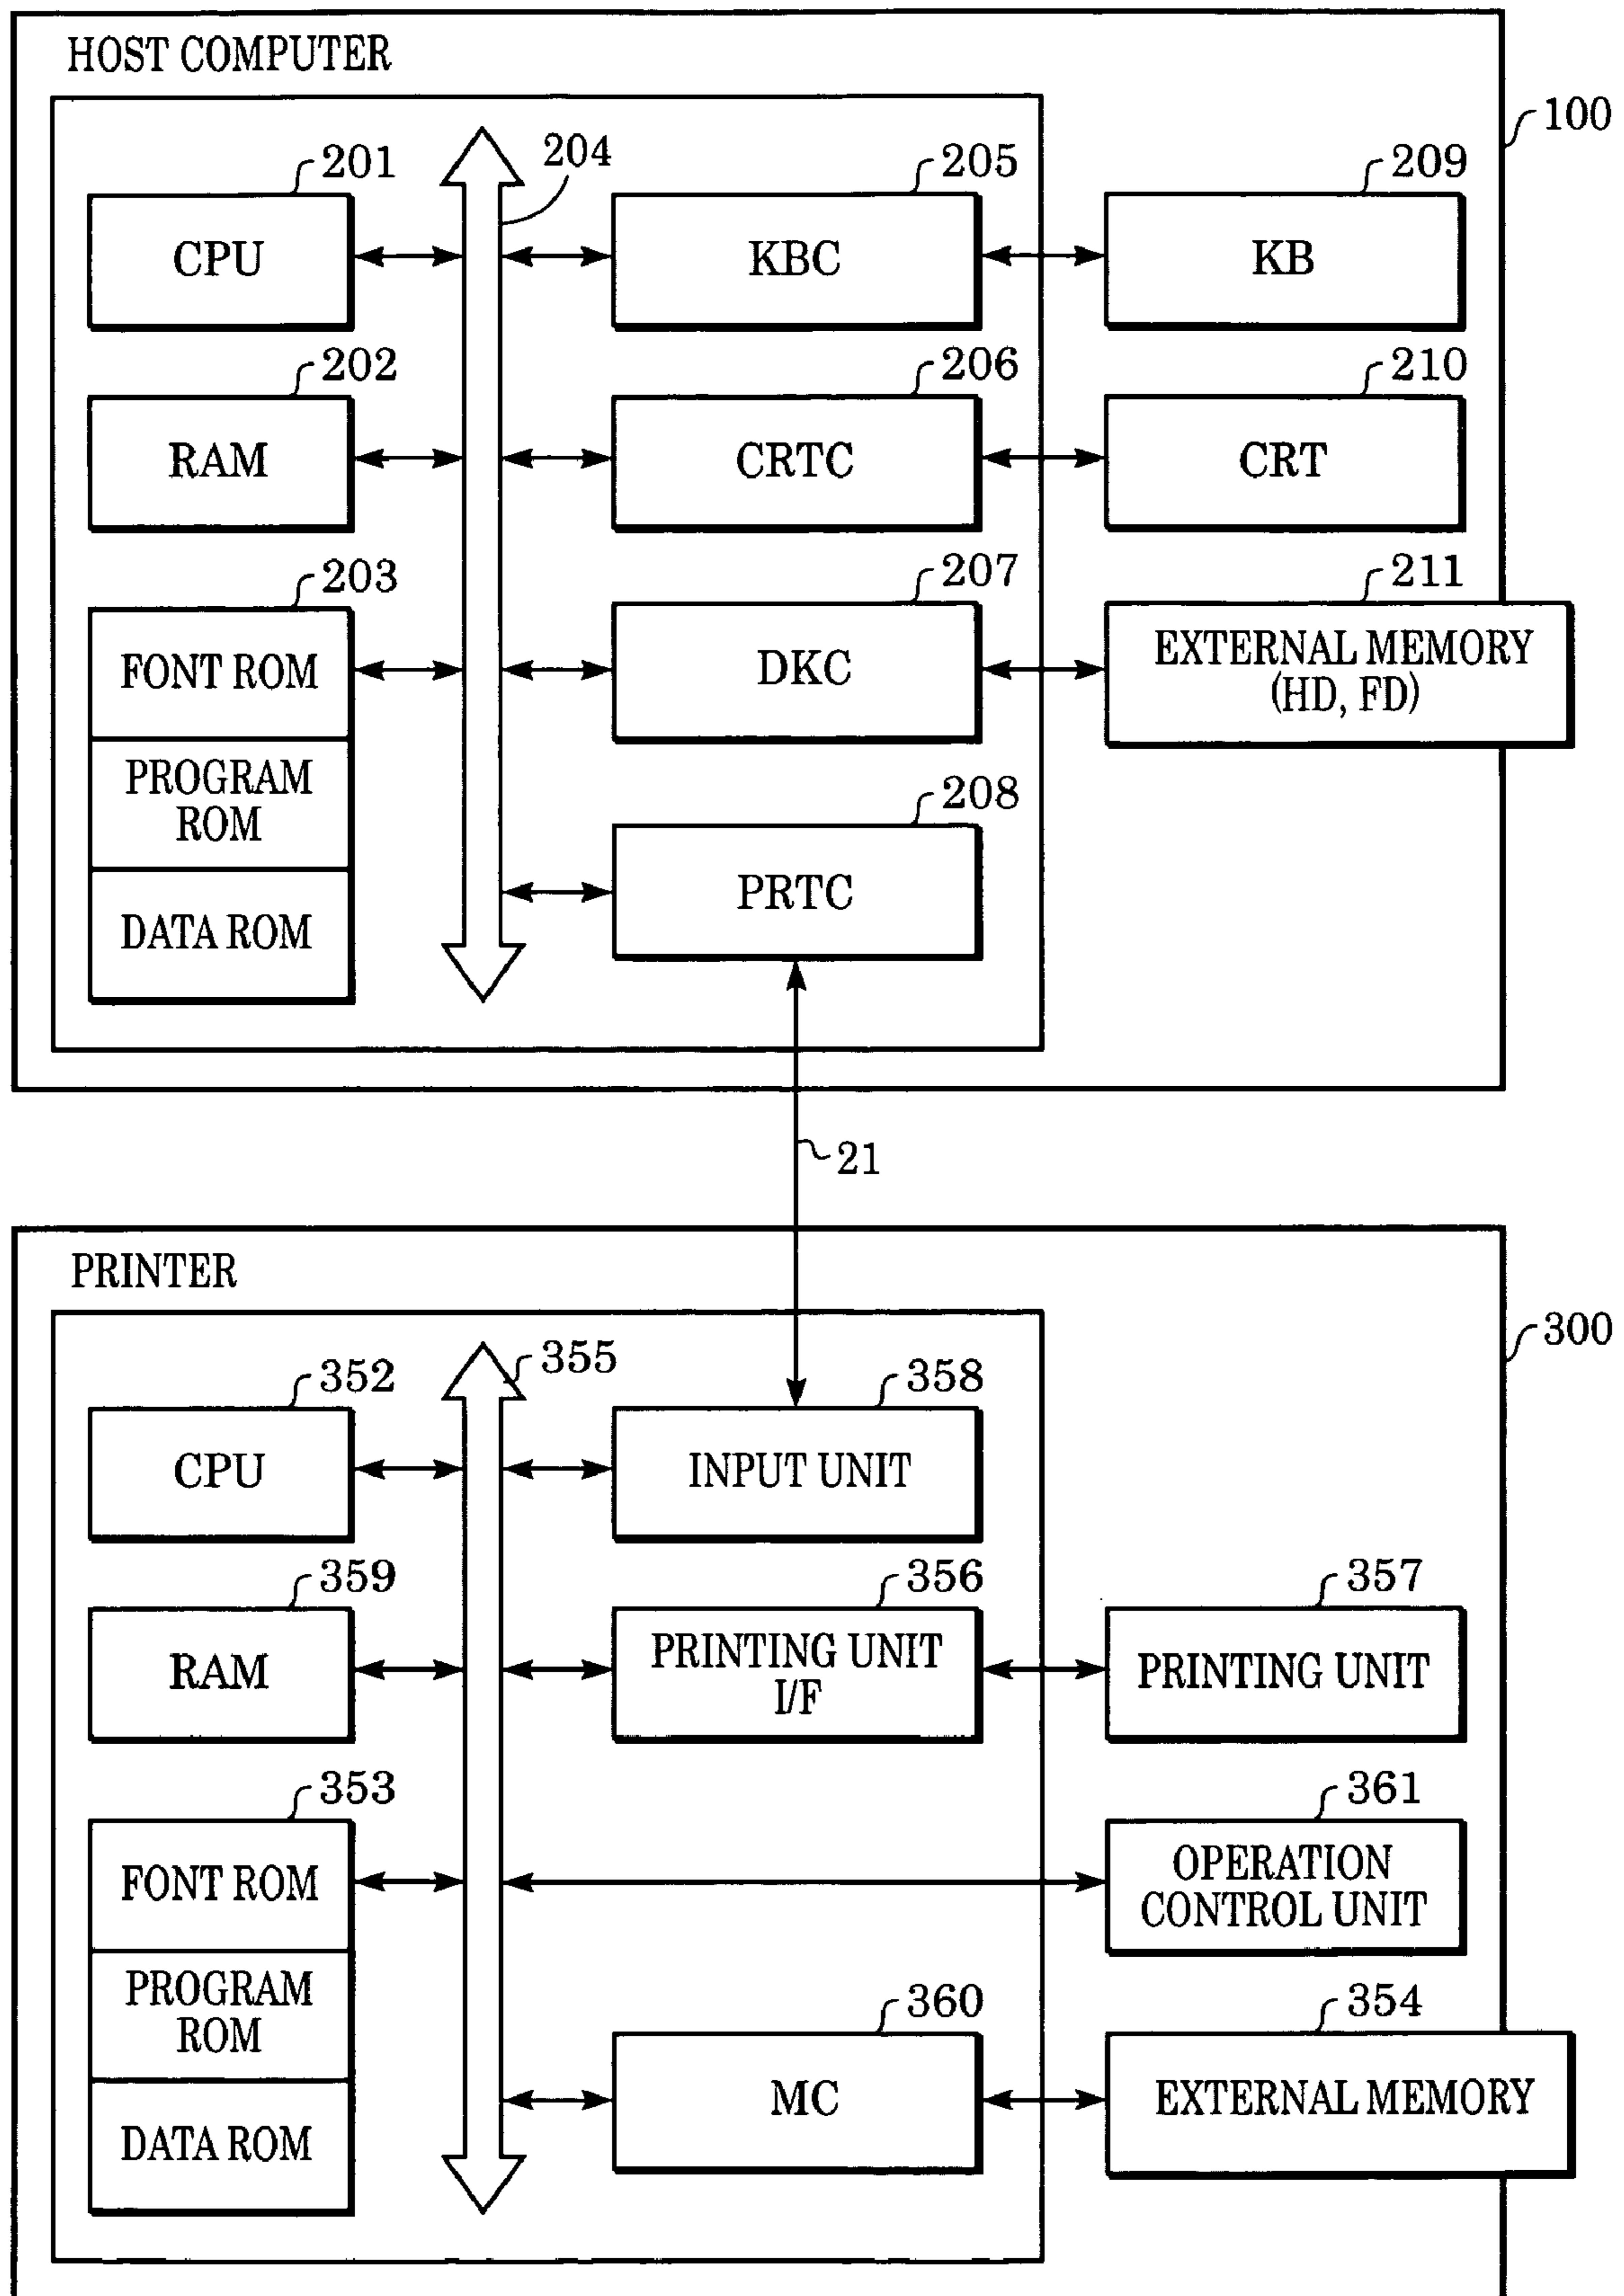 HOST COMPUTER
100
201
204
205
209
CPU
KBC
KB
202
206
210
RAM
CRTC
CRT
203
207
211
FONT ROM
DKC
EXTERNAL MEMORY
(HD, FD)
PROGRAM
ROM
208
DATA ROM
PRTC
21
PRINTER
300
352
355
358
CPU
INPUT UNIT
359
356
357
RAM
PRINTING UNIT
I/F
PRINTING UNIT
353
361
FONT ROM
OPERATION
CONTROL UNIT
PROGRAM
ROM
360
354
DATA ROM
MC
EXTERNAL MEMORY